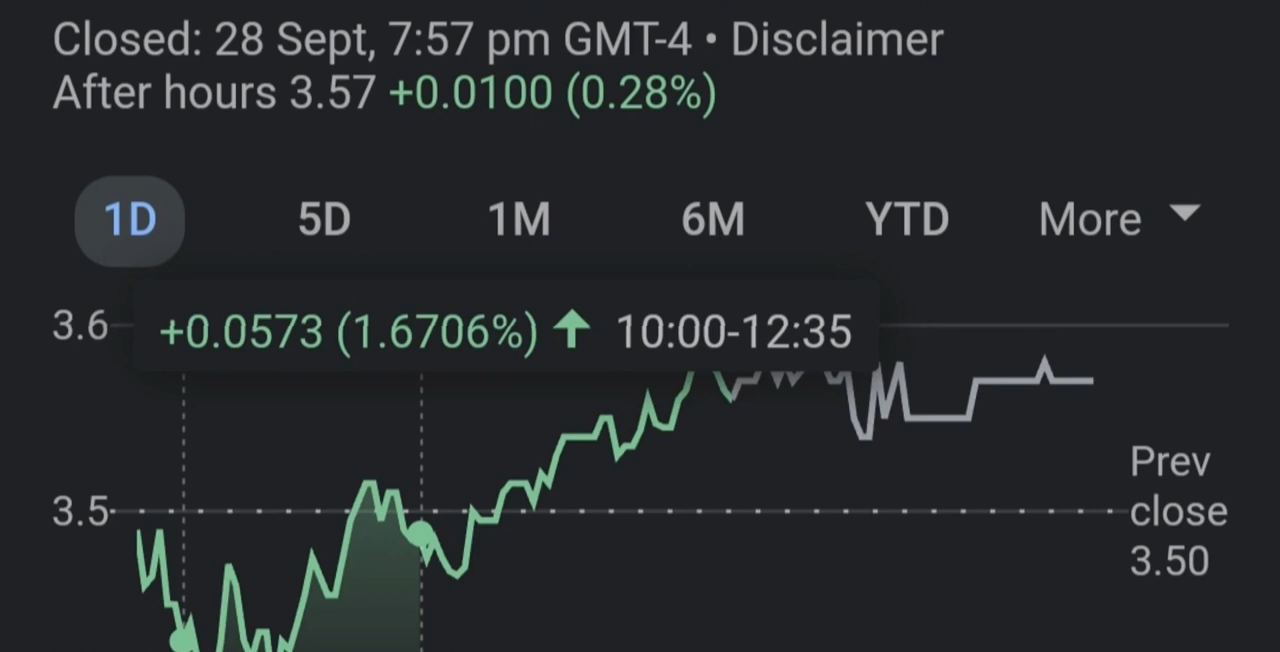 Closed: 28 Sept, 7:57 pm GMT-4 • Disclaimer
After hours 3.57 +0.0100 (0.28%)
1D 5D 1M 6M YTD More
3.6
+0.0573 (1.6706%) ↑ 10:00-12:35
3.5
Prev
close
3.50